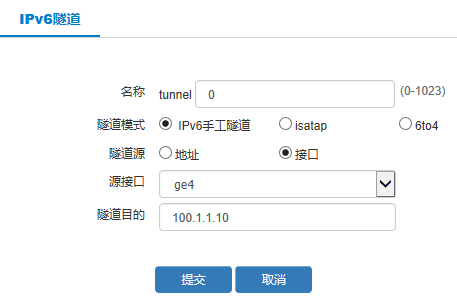 IPv6隧道
名称 tunnel 0 (0-1023)
隧道模式 IPv6手工隧道 isatap 6to4
隧道源 地址 接口
源接口 ge4
隧道目的 100.1.1.10
提交 取消